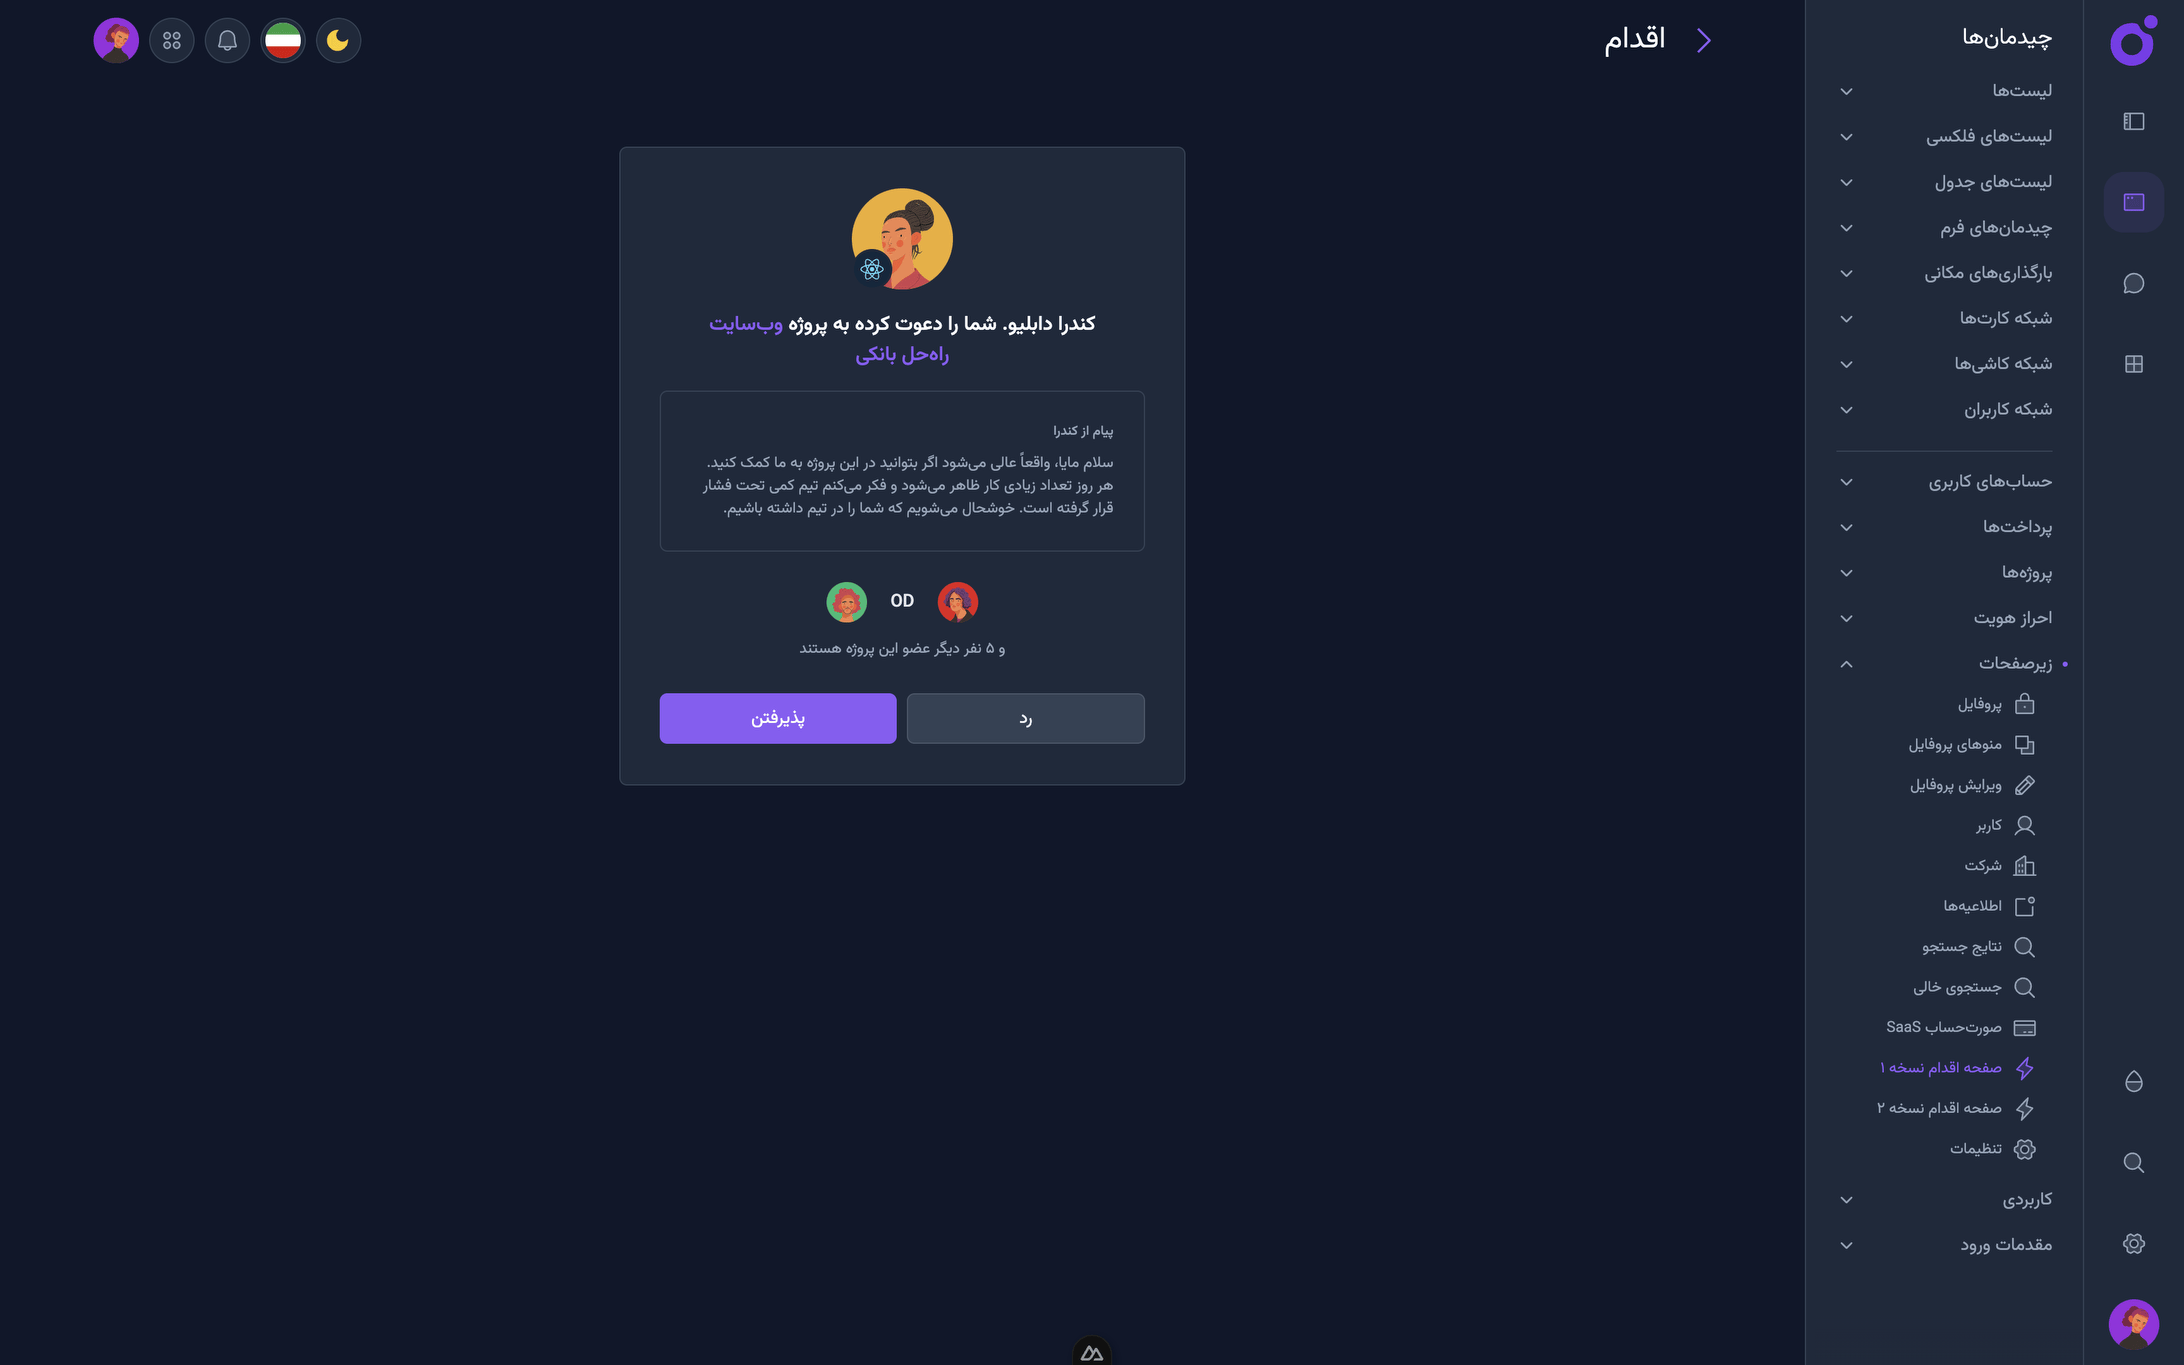 چیدمان‌ها
لیست‌ها
لیست‌های فلکسی
لیست‌های جدول
چیدمان‌های فرم
بارگذاری‌های مکانی
شبکه کارت‌ها
شبکه کاشی‌ها
شبکه کاربران
حساب‌های کاربری
پرداخت‌ها
پروژه‌ها
احراز هویت
زیرصفحات
پروفایل
منوهای پروفایل
ویرایش پروفایل
کاربر
شرکت
اطلاعیه‌ها
نتایج جستجو
جستجوی خالی
صورت‌حساب SaaS
صفحه اقدام نسخه ۱
صفحه اقدام نسخه ۲
تنظیمات
کاربردی
مقدمات ورود
اقدام
کندرا دابلیو. شما را دعوت کرده به پروژه وب‌سایت
راه‌حل بانکی
پیام از کندرا
سلام مایا، واقعاً عالی می‌شود اگر بتوانید در این پروژه به ما کمک کنید.
هر روز تعداد زیادی کار ظاهر می‌شود و فکر می‌کنم تیم کمی تحت فشار
قرار گرفته است. خوشحال می‌شویم که شما را در تیم داشته باشیم.
OD
و ۵ نفر دیگر عضو این پروژه هستند
رد
پذیرفتن